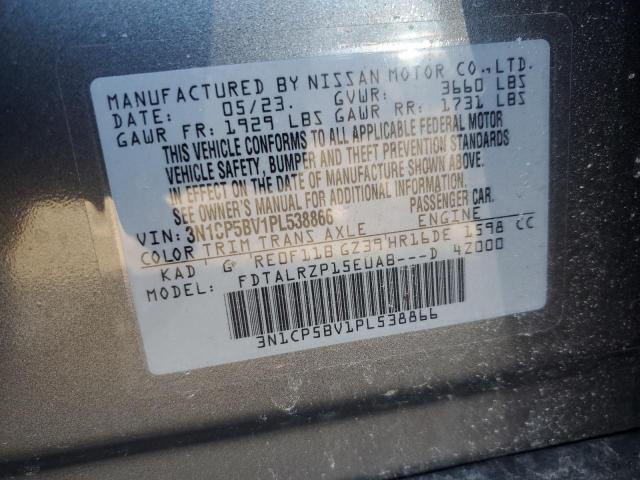 MANUFACTURED BY NISSAN MOTOR CO.,LTD.
DATE: 05/23. GVWR: 3660 LBS
GAWR FR: 1929 LBS GAWR RR: 1731 LBS
THIS VEHICLE CONFORMS TO ALL APPLICABLE FEDERAL MOTOR
VEHICLE SAFETY, BUMPER AND THEFT PREVENTION STANDARDS
IN EFFECT ON THE DATE OF MANUFACTURE SHOWN ABOVE.
SEE OWNER'S MANUAL FOR ADDITIONAL INFORMATION.
VIN: 3N1CP5BV1PL538866 PASSENGER CAR.
COLOR TRIM TRANS AXLE ENGINE
KAD G RE0F11B GZ39 HR16DE 1598 CC
MODEL: FDTALRZP15EUAB---D 42000
3N1CP5BV1PL538866